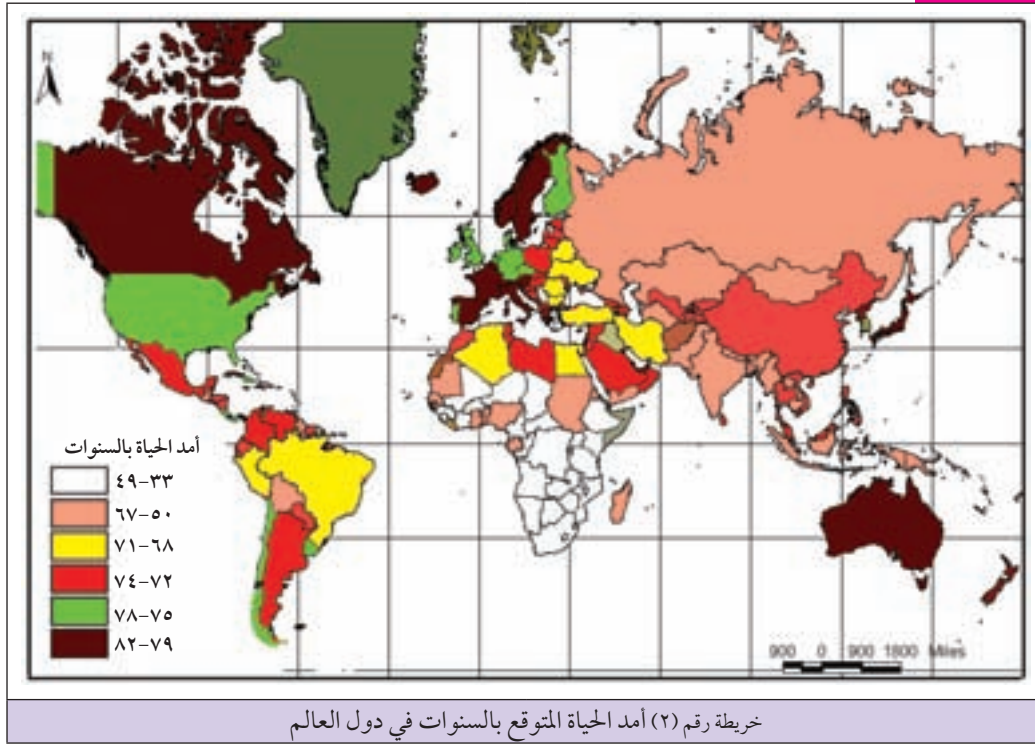 N
أمد الحياة بالسنوات
٣٣-٤٩
٥٠-٦٧
٦٨-٧١
٧٢-٧٤
٧٥-٧٨
٧٩-٨٢
900 0 900 1800 Miles
خريطة رقم (٢) أمد الحياة المتوقع بالسنوات في دول العالم